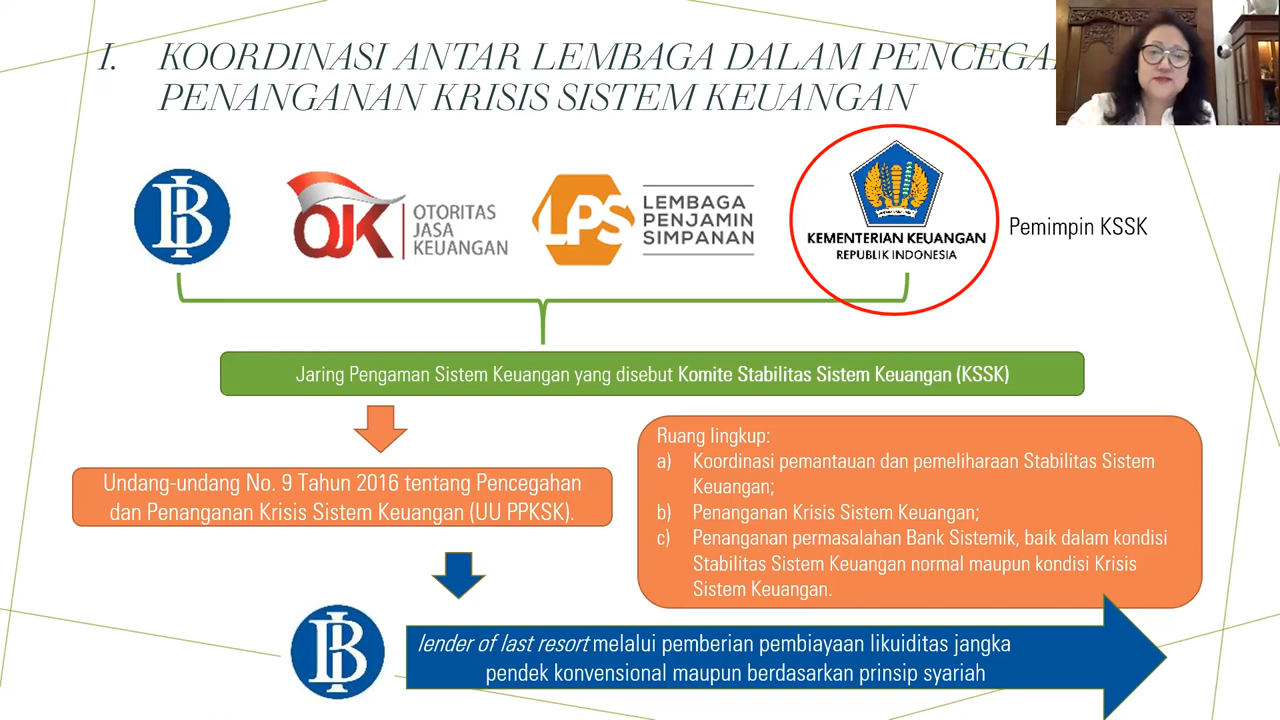 I. KOORDINASI ANTAR LEMBAGA DALAM
PENANGANAN KRISIS SISTEM KEUANGAN
BI
OJK
OTORITAS
JASA
KEUANGAN
LPS
LEMBAGA
PENJAMIN
SIMPANAN
KEMENTERIAN KEUANGAN
REPUBLIK INDONESIA
Pemimpin KSSK
Jaring Pengaman Sistem Keuangan yang disebut Komite Stabilitas Sistem Keuangan (KSSK)
Undang-undang No. 9 Tahun 2016 tentang Pencegahan
dan Penanganan Krisis Sistem Keuangan (UU PPKSK).
Ruang lingkup:
a) Koordinasi pemantauan dan pemeliharaan Stabilitas Sistem
Keuangan;
b) Penanganan Krisis Sistem Keuangan;
c) Penanganan permasalahan Bank Sistemik, baik dalam kondisi
Stabilitas Sistem Keuangan normal maupun kondisi Krisis
Sistem Keuangan.
BI
lender of last resort melalui pemberian pembiayaan likuiditas jangka
pendek konvensional maupun berdasarkan prinsip syariah